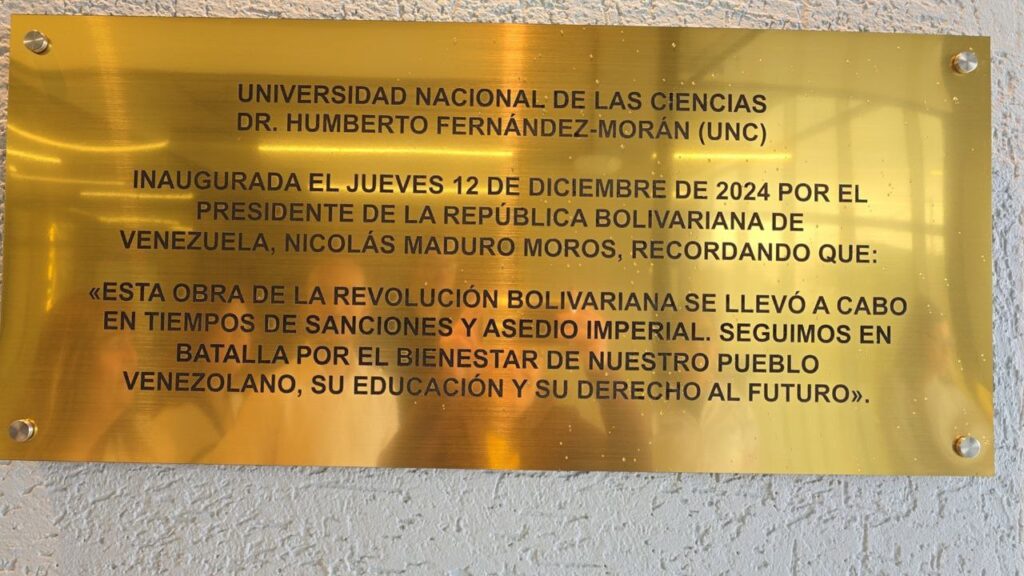 UNIVERSIDAD NACIONAL DE LAS CIENCIAS
DR. HUMBERTO FERNÁNDEZ-MORÁN (UNC)
INAUGURADA EL JUEVES 12 DE DICIEMBRE DE 2024 POR EL
PRESIDENTE DE LA REPÚBLICA BOLIVARIANA DE
VENEZUELA, NICOLÁS MADURO MOROS, RECORDANDO QUE:
«ESTA OBRA DE LA REVOLUCIÓN BOLIVARIANA SE LLEVÓ A CABO
EN TIEMPOS DE SANCIONES Y ASEDIO IMPERIAL. SEGUIMOS EN
BATALLA POR EL BIENESTAR DE NUESTRO PUEBLO
VENEZOLANO, SU EDUCACIÓN Y SU DERECHO AL FUTURO».